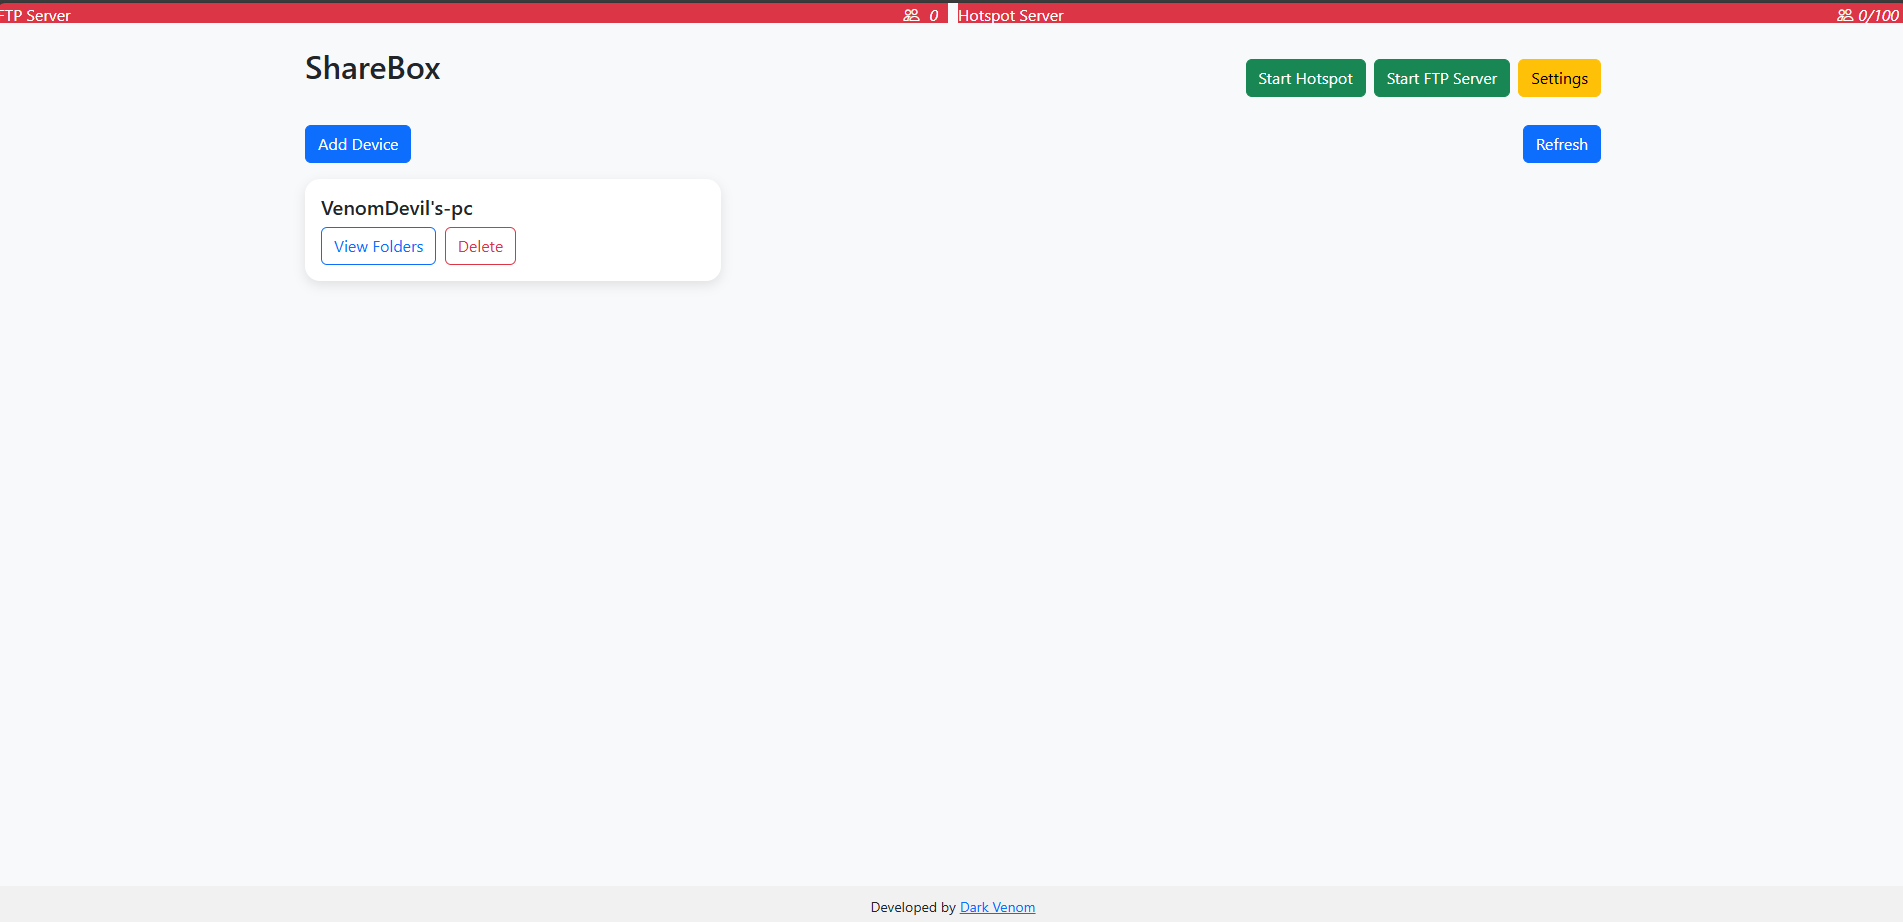 FTP Server 0 Hotspot Server 0/100
ShareBox
Start Hotspot Start FTP Server Settings
Add Device Refresh
VenomDevil's-pc
View Folders Delete
Developed by Dark Venom